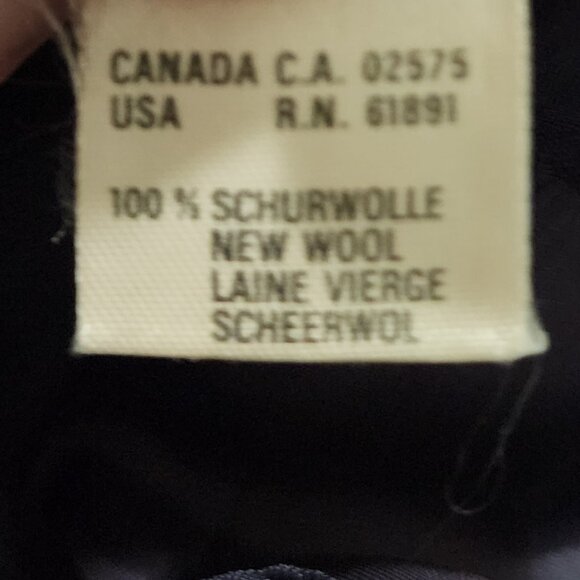 CANADA C.A. 02575
USA R.N. 61891
100 % SCHURWOLLE
NEW WOOL
LAINE VIERGE
SCHEERWOL